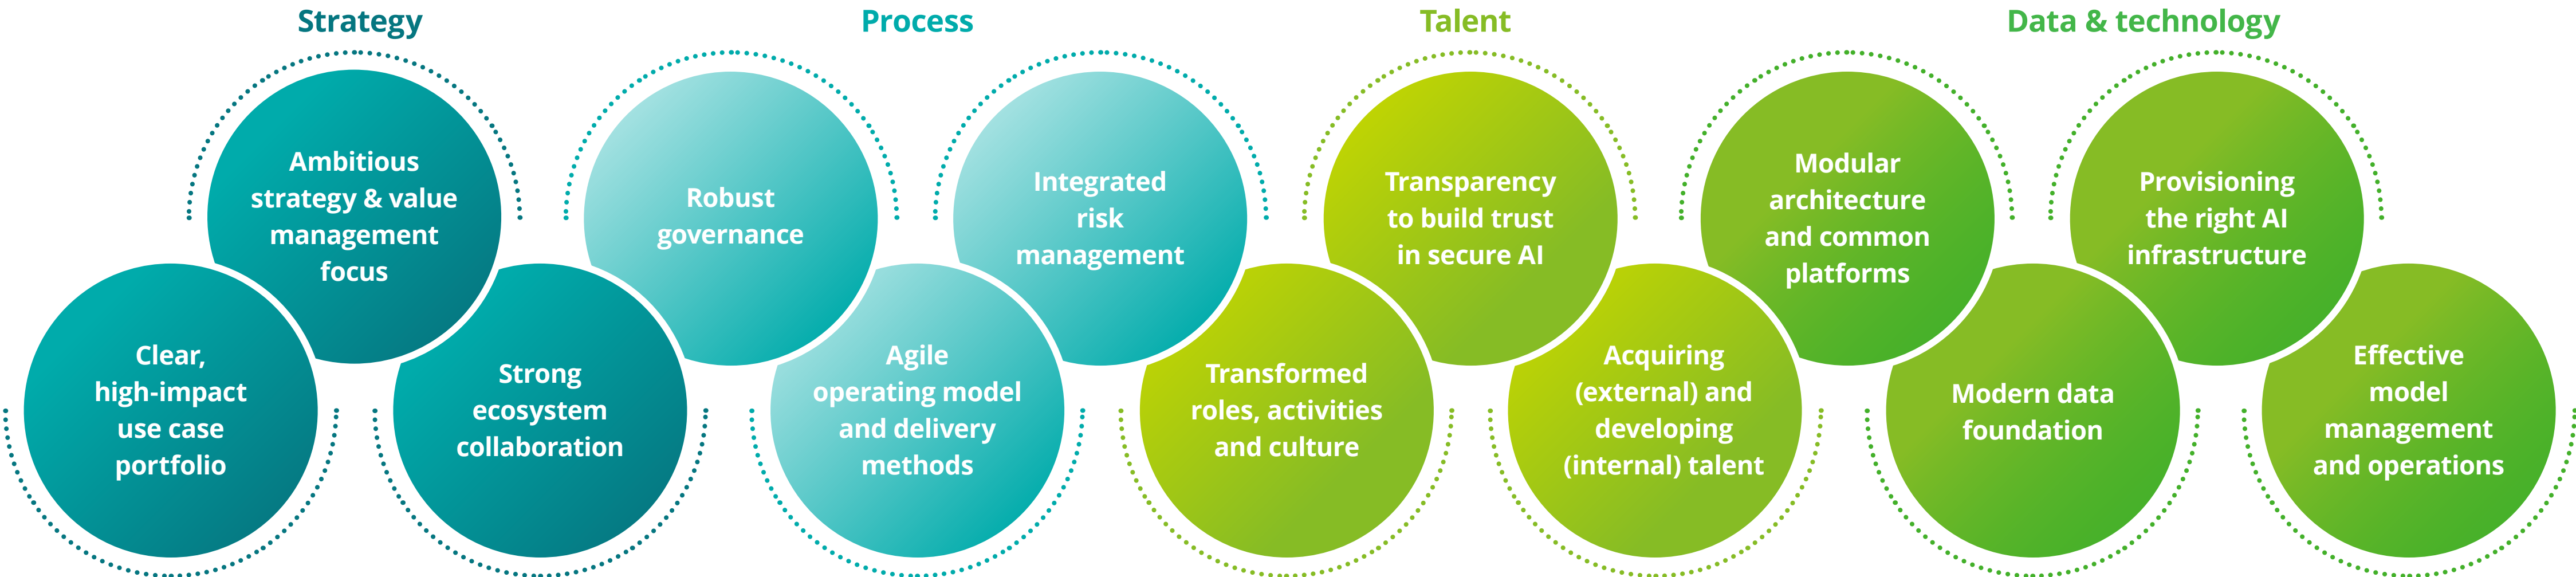 Strategy
Process
Talent
Data & technology
Clear,
high-impact
use case
portfolio
Ambitious
strategy & value
management
focus
Strong
ecosystem
collaboration
Robust
governance
Agile
operating model
and delivery
methods
Integrated
risk
management
Transformed
roles, activities
and culture
Transparency
to build trust
in secure AI
Acquiring
(external) and
developing
(internal) talent
Modular
architecture
and common
platforms
Modern data
foundation
Provisioning
the right AI
infrastructure
Effective
model
management
and operations